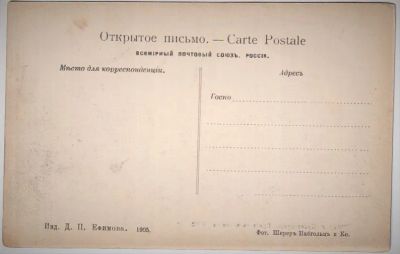 Открытое письмо. — Carte Postale
ВСЕМІРНЫЙ ПОЧТОВЫЙ СОЮЗЪ. РОССІЯ.
Мѣсто для корреспонденціи.
Адресъ
Изд. Д. П. Ефимова. 1905.
Фот. Шереръ Набгольцъ и Ко.